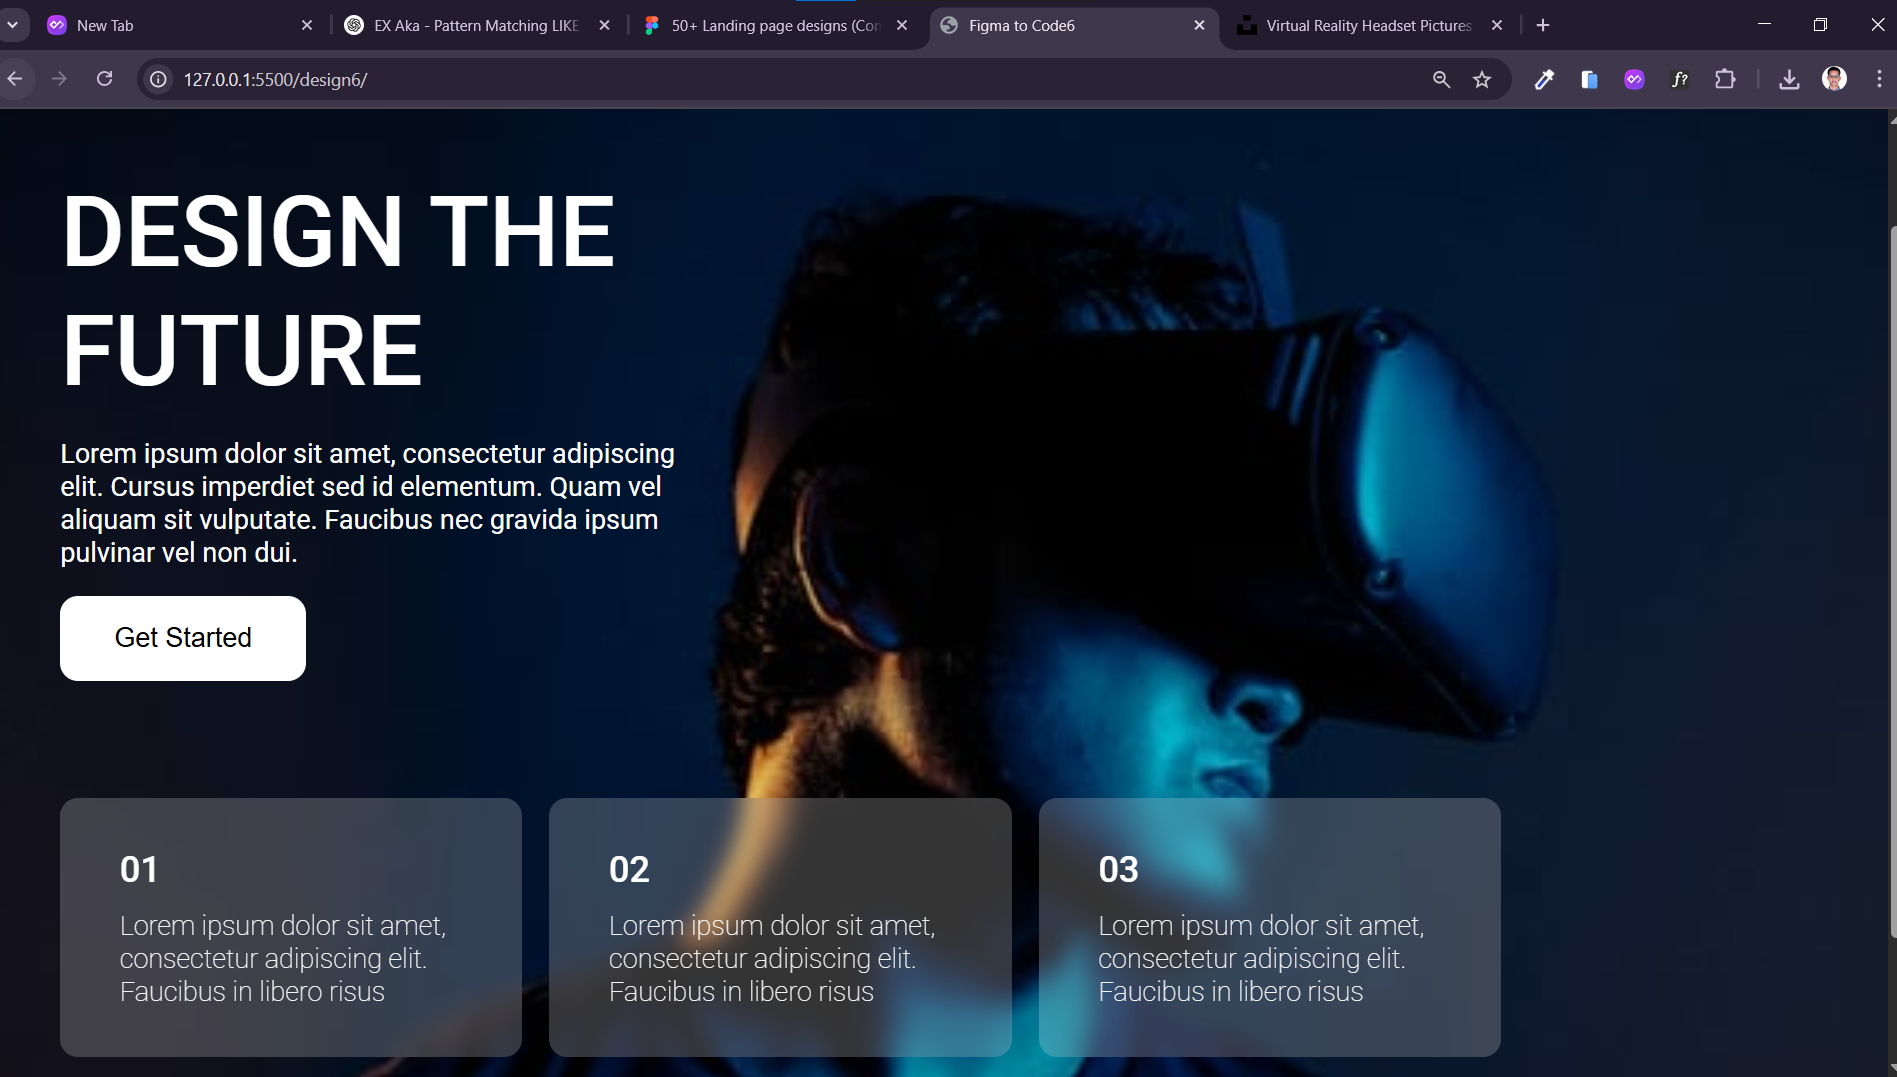 New Tab
EX Aka - Pattern Matching LIKE
50+ Landing page designs (Con
Figma to Code6
Virtual Reality Headset Pictures
127.0.0.1:5500/design6/
f?
DESIGN THE
FUTURE
Lorem ipsum dolor sit amet, consectetur adipiscing
elit. Cursus imperdiet sed id elementum. Quam vel
aliquam sit vulputate. Faucibus nec gravida ipsum
pulvinar vel non dui.
Get Started
01
Lorem ipsum dolor sit amet,
consectetur adipiscing elit.
Faucibus in libero risus
02
Lorem ipsum dolor sit amet,
consectetur adipiscing elit.
Faucibus in libero risus
03
Lorem ipsum dolor sit amet,
consectetur adipiscing elit.
Faucibus in libero risus